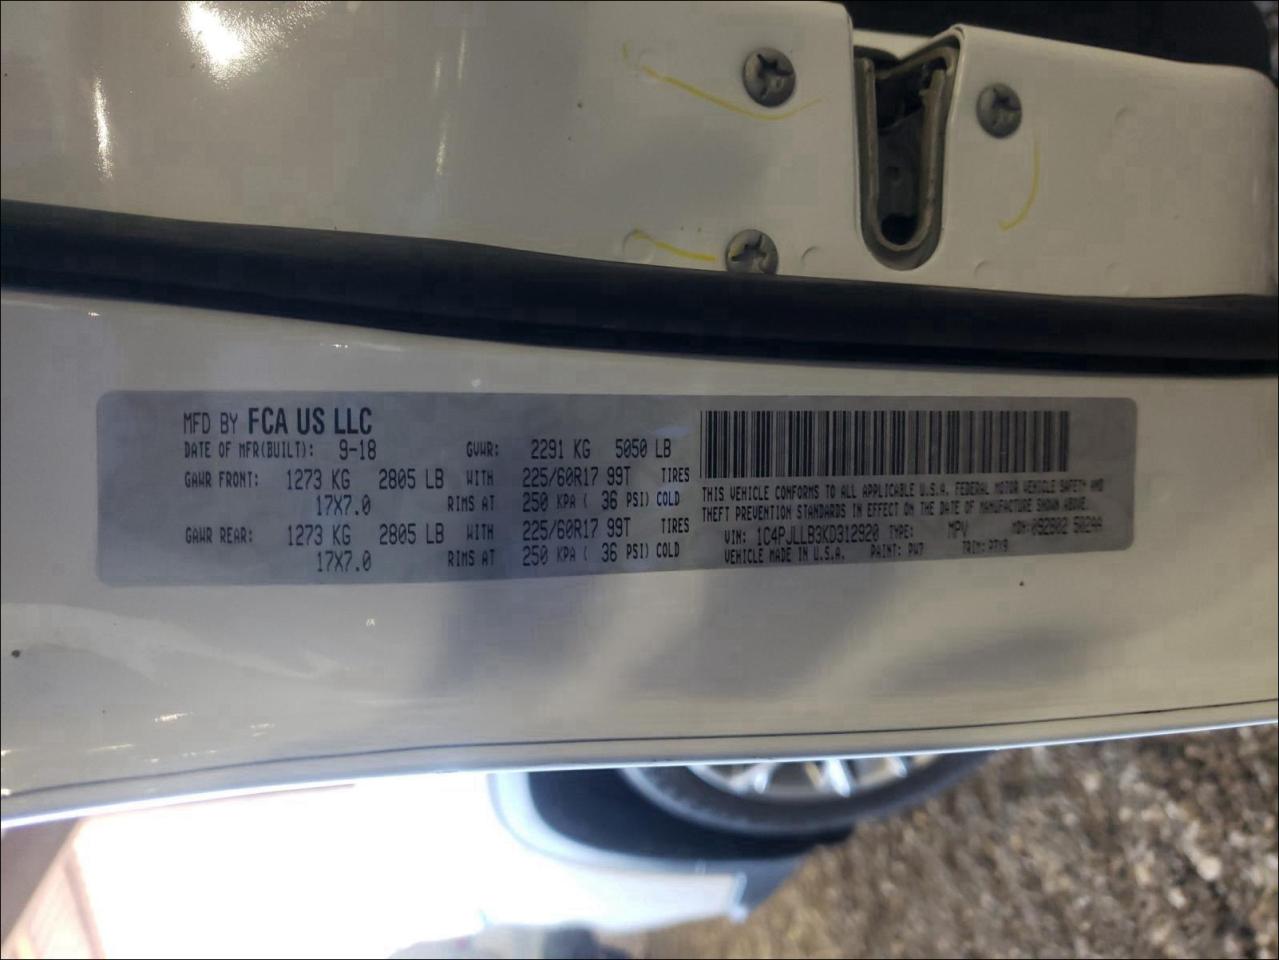 MFD BY FCA US LLC
DATE OF MFR(BUILT): 9-18 GVWR: 2291 KG 5050 LB
GAWR FRONT: 1273 KG 2805 LB WITH 225/60R17 99T TIRES
17X7.0 RIMS AT 250 KPA ( 36 PSI) COLD
GAWR REAR: 1273 KG 2805 LB WITH 225/60R17 99T TIRES
17X7.0 RIMS AT 250 KPA ( 36 PSI) COLD
THIS VEHICLE CONFORMS TO ALL APPLICABLE U.S.A. FEDERAL MOTOR VEHICLE SAFETY AND
THEFT PREVENTION STANDARDS IN EFFECT ON THE DATE OF MANUFACTURE SHOWN ABOVE.
VIN: 1C4PJLLB3KD312920 TYPE: MPV MDH: 092502 502AA
VEHICLE MADE IN U.S.A. PAINT: PW7 TRIM: